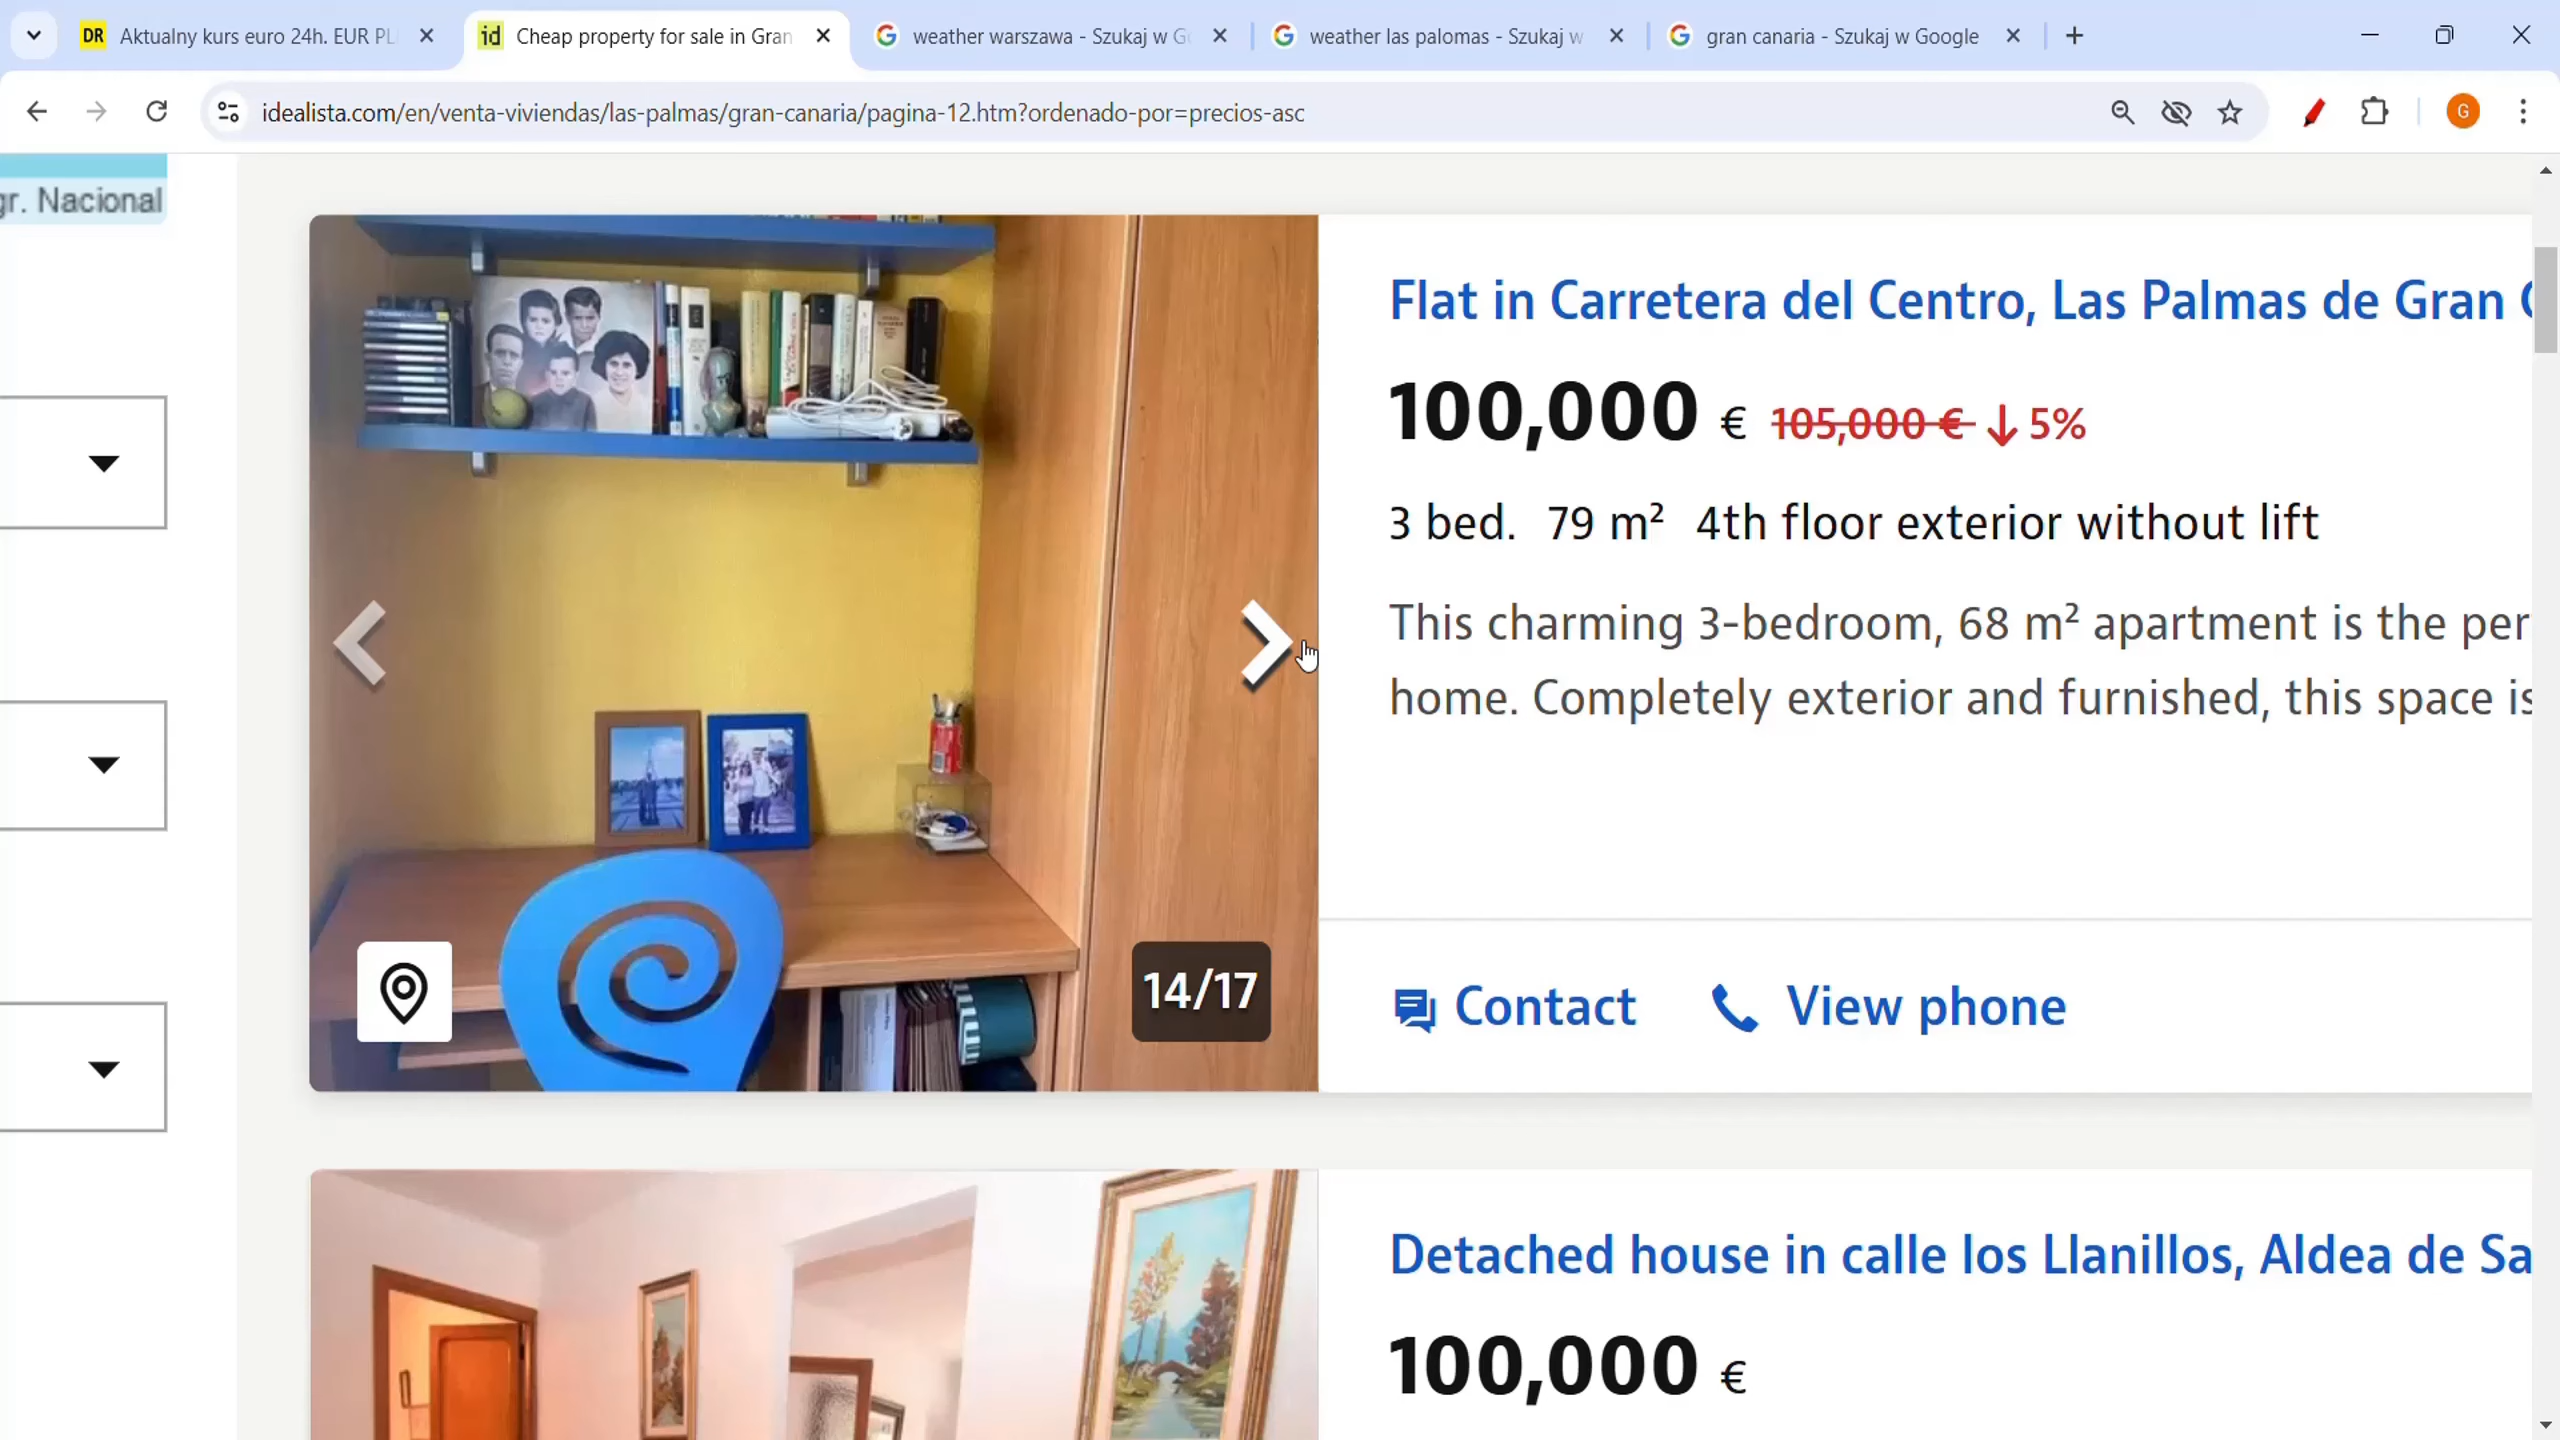 DR Aktualny kurs euro 24h. EUR PL
id Cheap property for sale in Gran
weather warszawa - Szukaj w G
weather las palomas - Szukaj w
gran canaria - Szukaj w Google
idealista.com/en/venta-viviendas/las-palmas/gran-canaria/pagina-12.htm?ordenado-por=precios-asc
G
gr. Nacional
Flat in Carretera del Centro, Las Palmas de Gran
100,000 € 105,000 € 5%
3 bed. 79 m² 4th floor exterior without lift
This charming 3-bedroom, 68 m² apartment is the per
home. Completely exterior and furnished, this space is
14/17
Contact View phone
Detached house in calle los Llanillos, Aldea de Sa
100,000 €